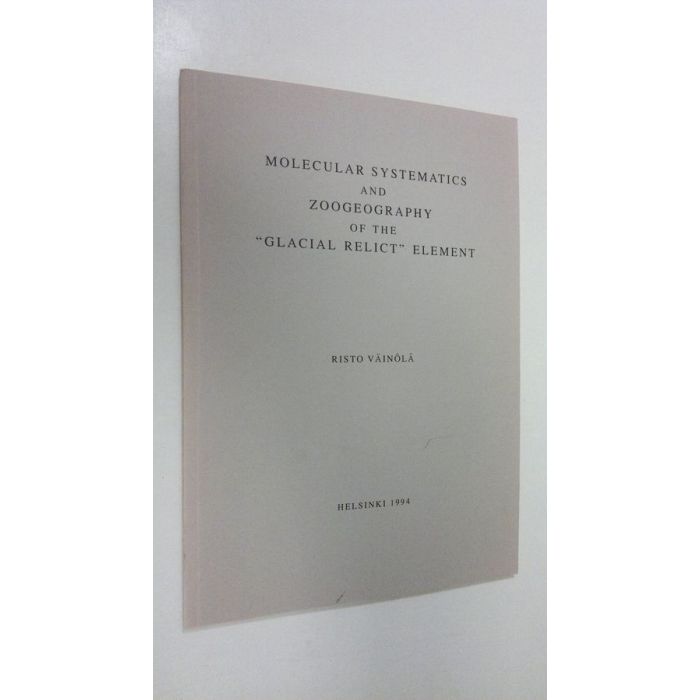 MOLECULAR SYSTEMATICS
AND
ZOOGEOGRAPHY
OF THE
“GLACIAL RELICT” ELEMENT
RISTO VÄINÖLÄ
HELSINKI 1994